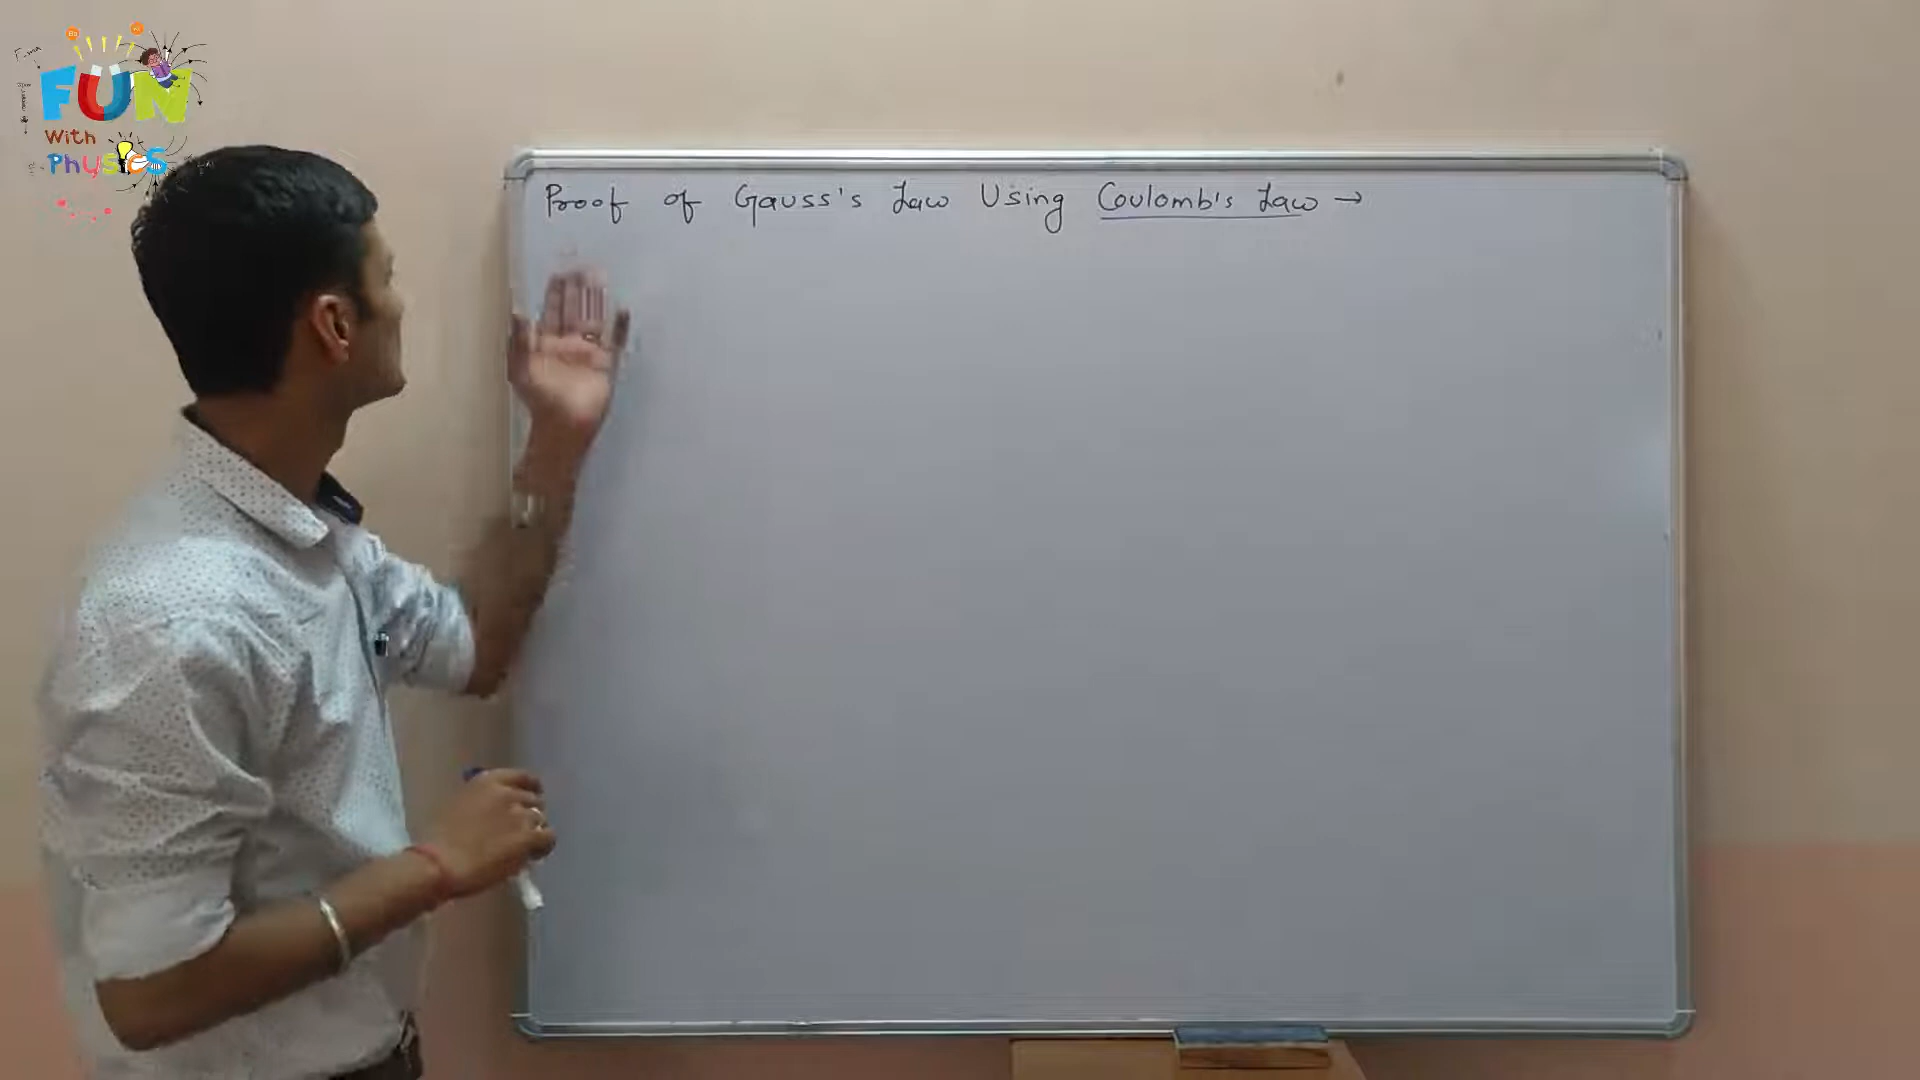 FUN
With
Physics
Proof of Gauss's Law Using Coulomb's Law →